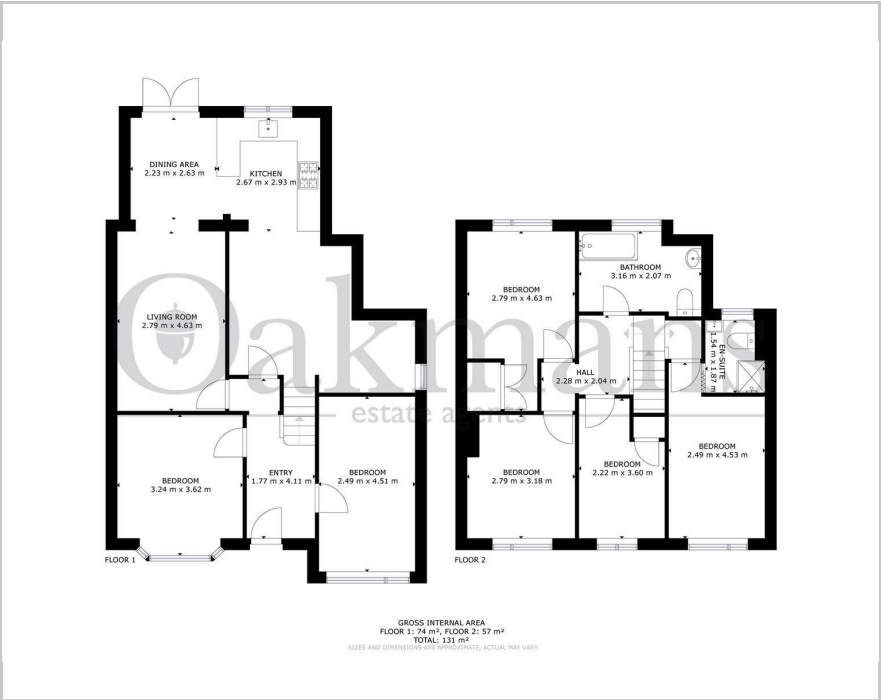 DINING AREA
2.23 m x 2.63 m
KITCHEN
2.67 m x 2.93 m
LIVING ROOM
2.79 m x 4.63 m
BEDROOM
3.24 m x 3.62 m
ENTRY
1.77 m x 4.11 m
BEDROOM
2.49 m x 4.51 m
FLOOR 1
BEDROOM
2.79 m x 4.63 m
BATHROOM
3.16 m x 2.07 m
EN-SUITE
1.54 m x 1.87 m
HALL
2.28 m x 2.04 m
BEDROOM
2.79 m x 3.18 m
BEDROOM
2.22 m x 3.60 m
BEDROOM
2.49 m x 4.53 m
FLOOR 2
Oakmans
estate agents
GROSS INTERNAL AREA
FLOOR 1: 74 m², FLOOR 2: 57 m²
TOTAL: 131 m²
SIZES AND DIMENSIONS ARE APPROXIMATE, ACTUAL MAY VARY.